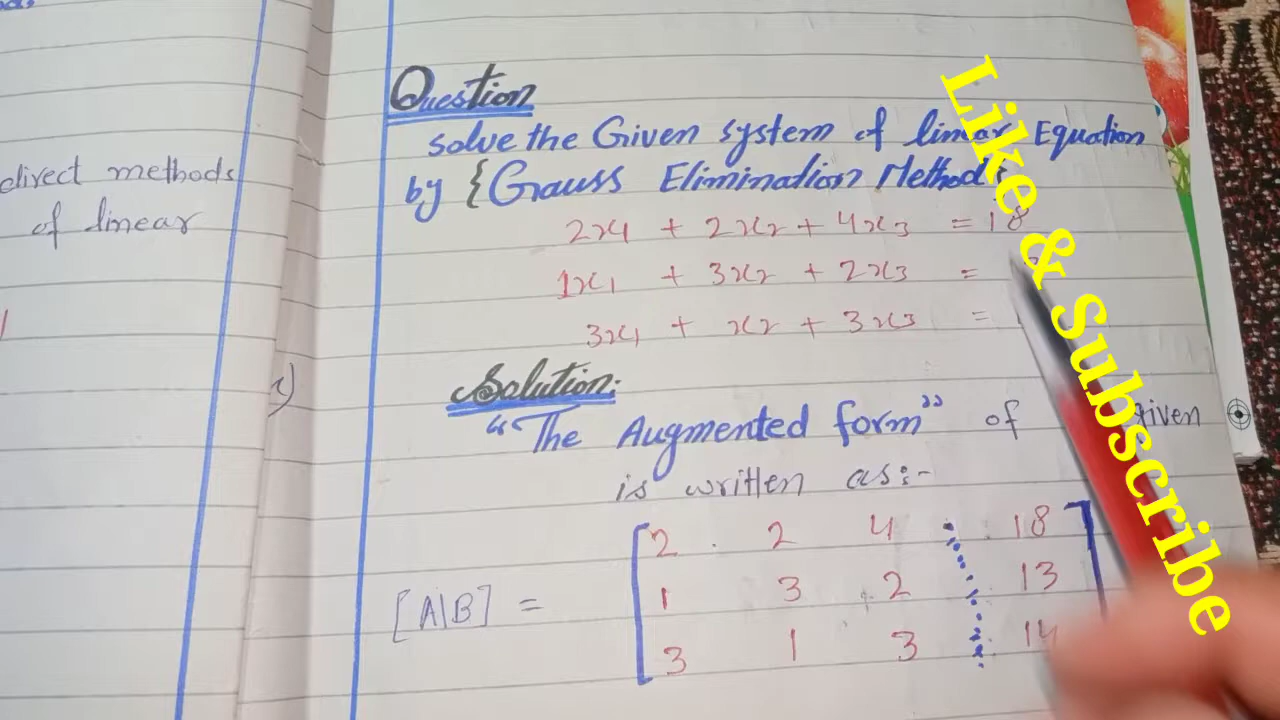 direct methods
of linear
Question
solve the Given system of linear Equation
by {Gauss Elimination Method:
2x1 + 2x2 + 4x3 = 18
1x1 + 3x2 + 2x3 =
3x1 + x2 + 3x3 =
Solution:
"The Augmented form" of given
is written as:-
[A|B] =
2 2 4 18
1 3 2 13
3 1 3 14
Like & Subscribe